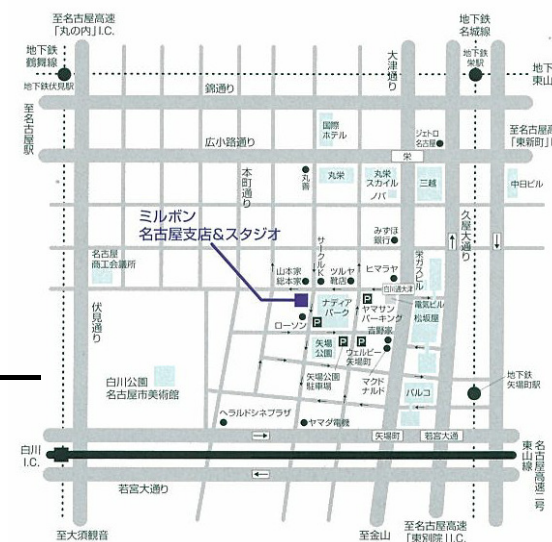 至名古屋高速
「丸の内」I.C.
地下鉄
鶴舞線
地下鉄伏見駅
至名古屋駅
錦通り
大津通り
地下鉄
名城線
地下鉄
栄駅
地下
東山
国際
ホテル
ジェトロ
名古屋
広小路通り
至名古屋高
「東新町」I
栄
本町通り
丸善
丸栄
丸栄
スカイル
ノバ
三越
中日ビル
ミルボン
名古屋支店&スタジオ
サークルK
みずほ
銀行
久屋大通り
名古屋
商工会議所
山本家
総本家
ツルヤ
靴店
ヒマラヤ
栄ガスビル
白川通大津
電気ビル
伏見通り
ナディア
パーク
P
ヤマサン
パーキング
松坂屋
ローソン
P
吉野家
矢場
公園
P
P
ウェルビー
矢場町
白川公園
名古屋市美術館
矢場公園
駐車場
マクド
ナルド
パルコ
地下鉄
矢場町駅
ヘラルドシネプラザ
ヤマダ電機
矢場町
若宮大通
白川
I.C.
東山線
名古屋高速二号
若宮大通り
至大須観音
至金山
至名古屋高速
「東別院」I.C.